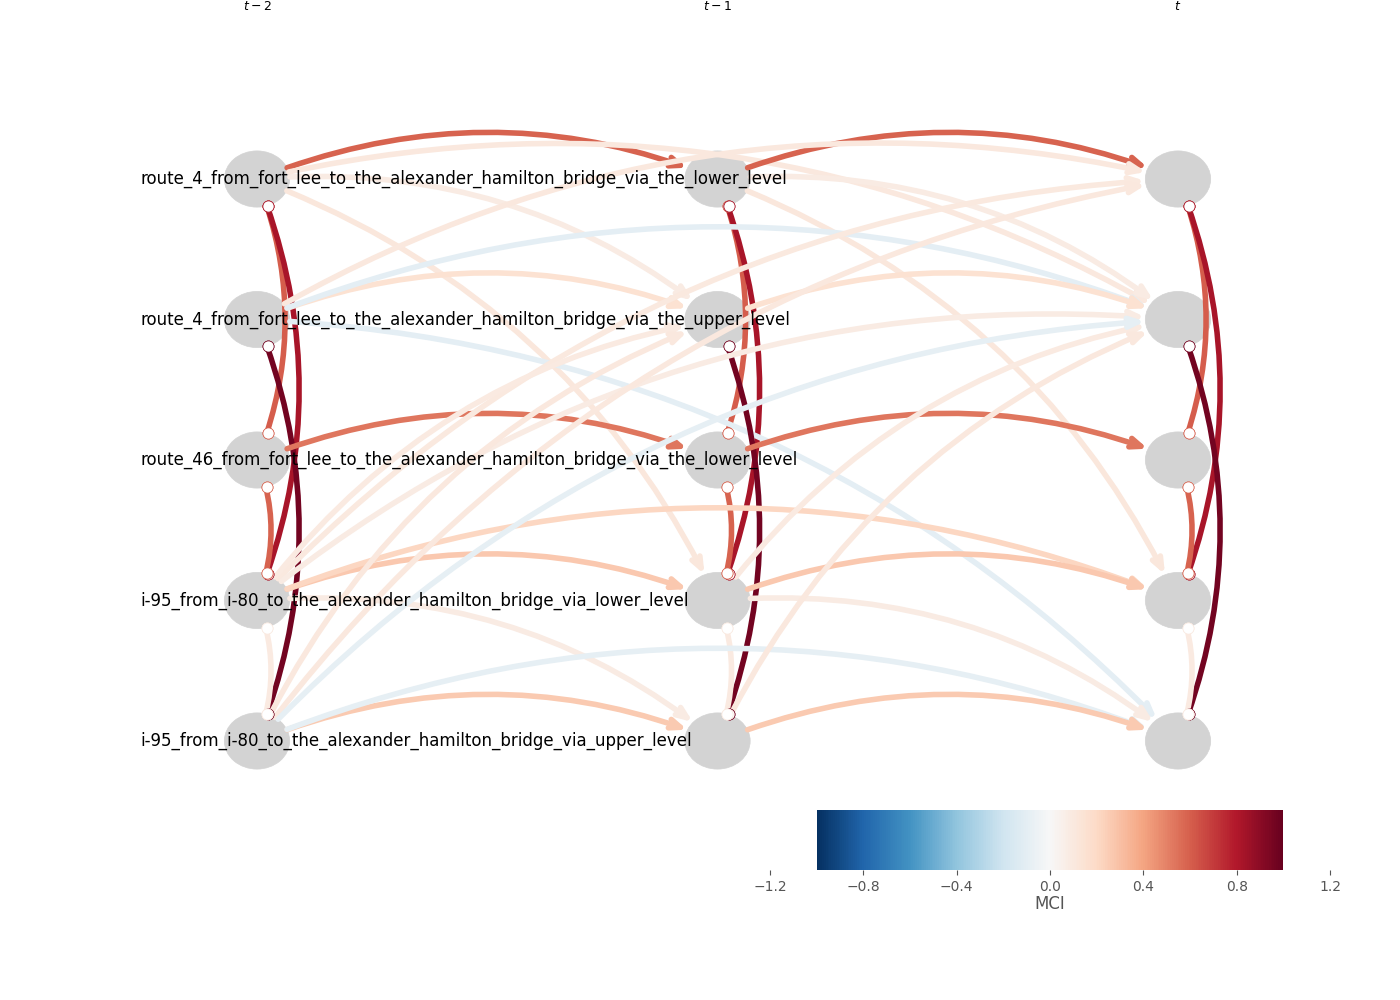 t − 2 t − 1 t
route_4_from_fort_lee_to_the_alexander_hamilton_bridge_via_the_lower_level
route_4_from_fort_lee_to_the_alexander_hamilton_bridge_via_the_upper_level
route_46_from_fort_lee_to_the_alexander_hamilton_bridge_via_the_lower_level
i-95_from_i-80_to_the_alexander_hamilton_bridge_via_lower_level
i-95_from_i-80_to_the_alexander_hamilton_bridge_via_upper_level
−1.2 −0.8 −0.4 0.0 0.4 0.8 1.2
MCI